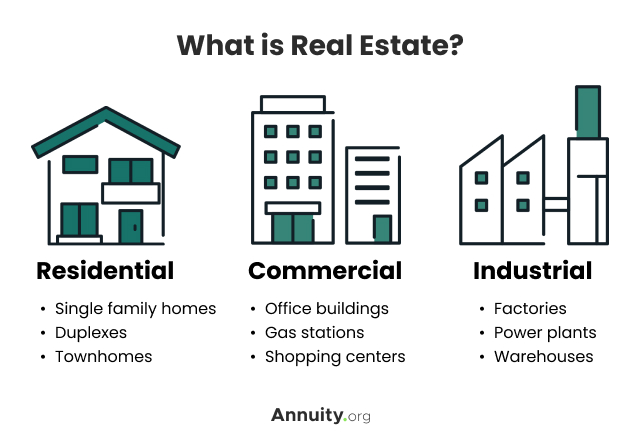 What is Real Estate?
Residential
• Single family homes
• Duplexes
• Townhomes
Commercial
• Office buildings
• Gas stations
• Shopping centers
Industrial
• Factories
• Power plants
• Warehouses
Annuity.org